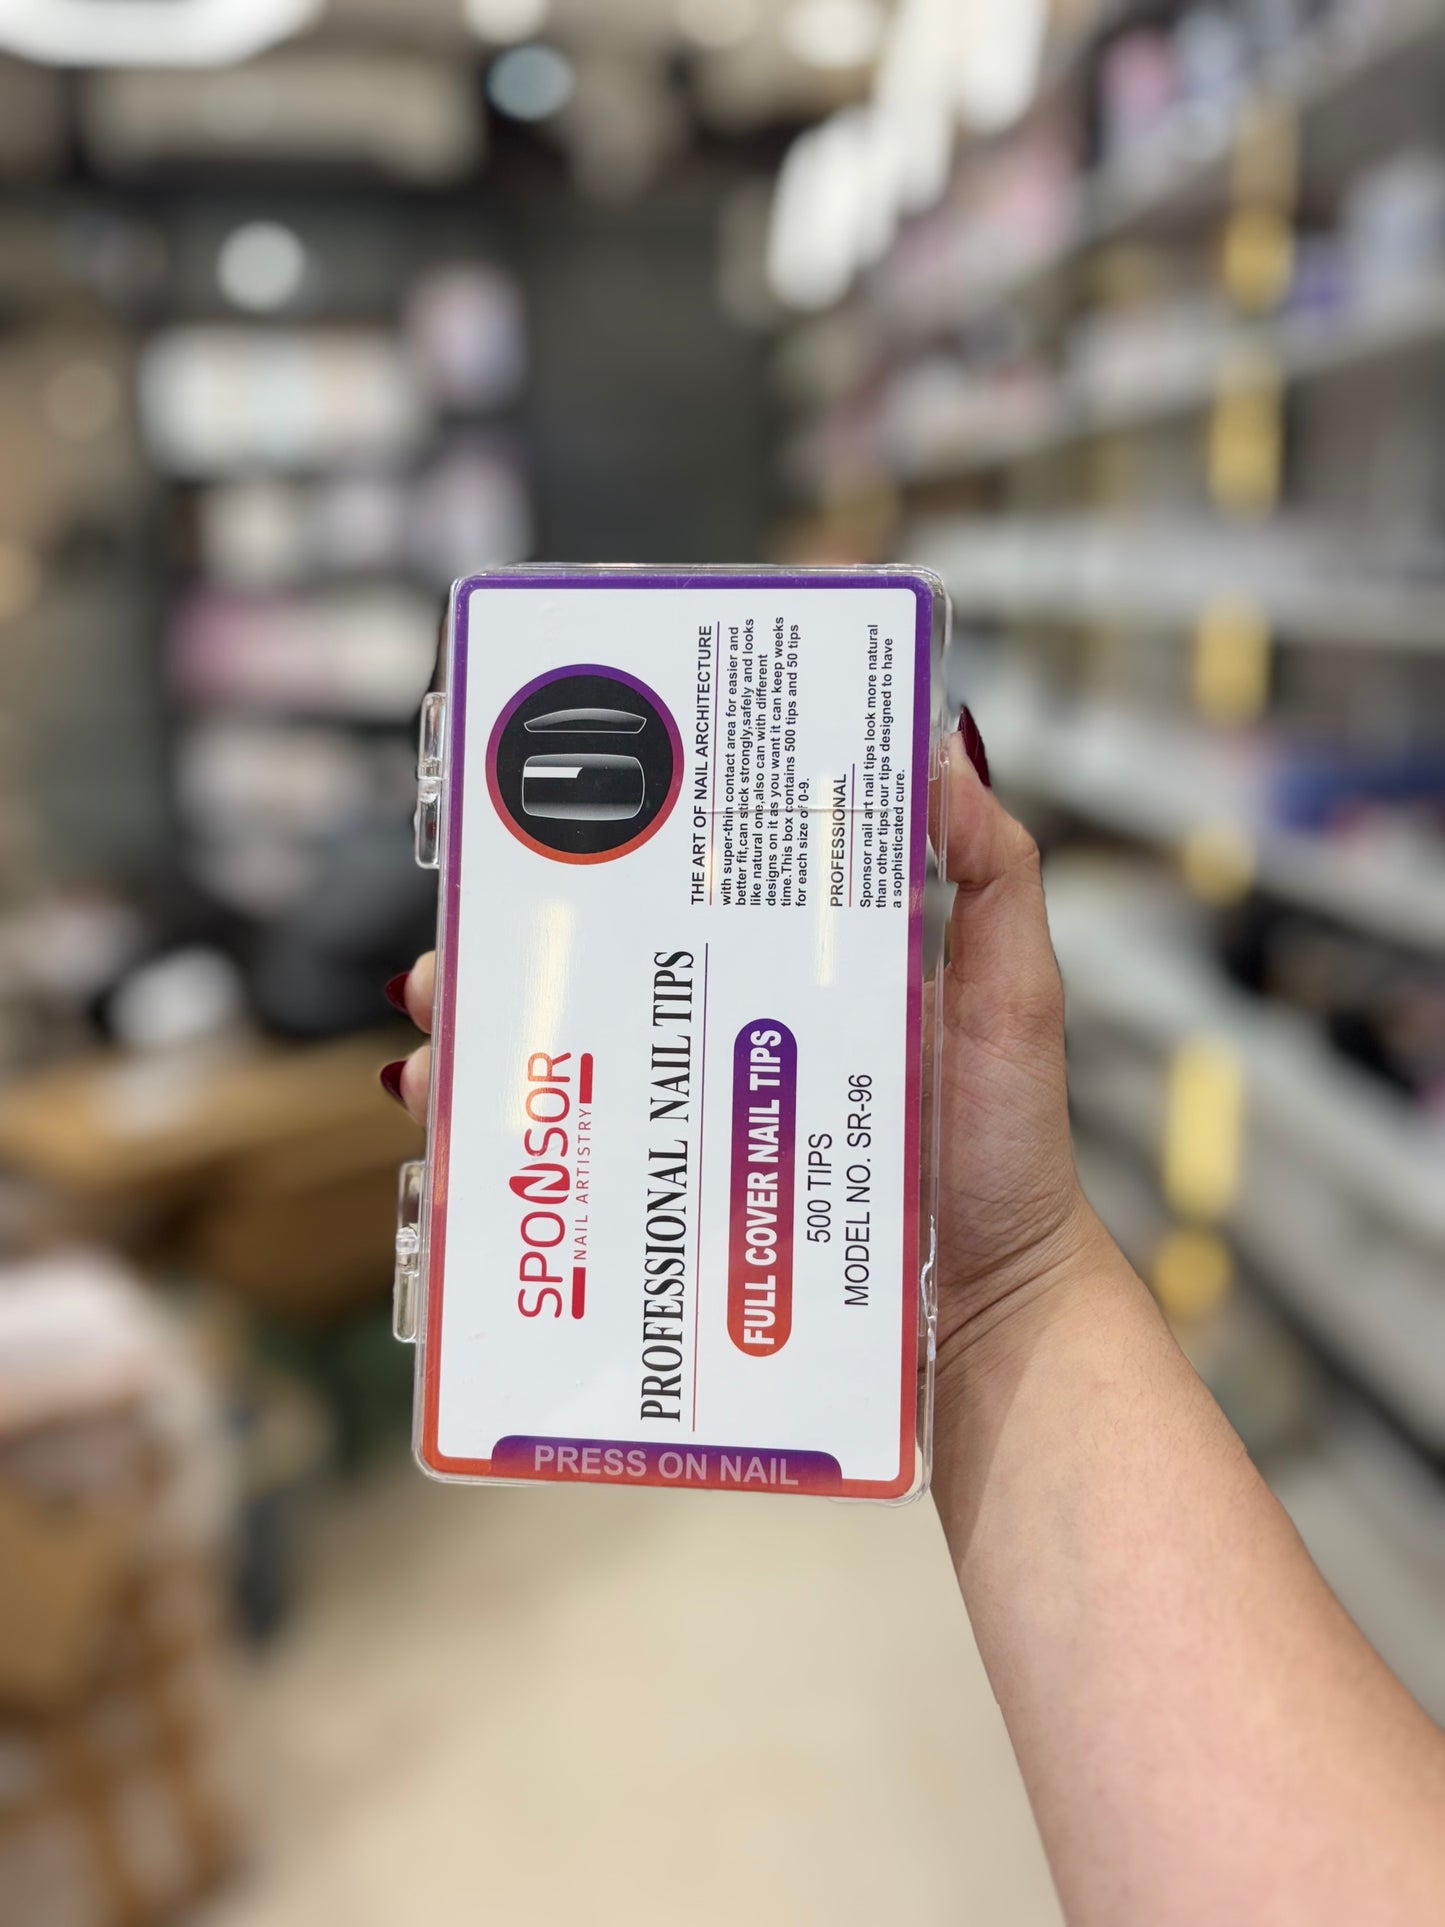 SPONSOR
NAIL ARTISTRY
PROFESSIONAL NAIL TIPS
FULL COVER NAIL TIPS
500 TIPS
MODEL NO. SR-96
THE ART OF NAIL ARCHITECTURE
with super-thin contact area for easier and
better fit,can stick strongly,safely and looks
like natural one,also can with different
designs on it as you want it can keep weeks
time.This box contains 500 tips and 50 tips
for each size of 0-9.
PROFESSIONAL
Sponsor nail art nail tips look more natural
than other tips,our tips designed to have
a sophisticated cure.
PRESS ON NAIL